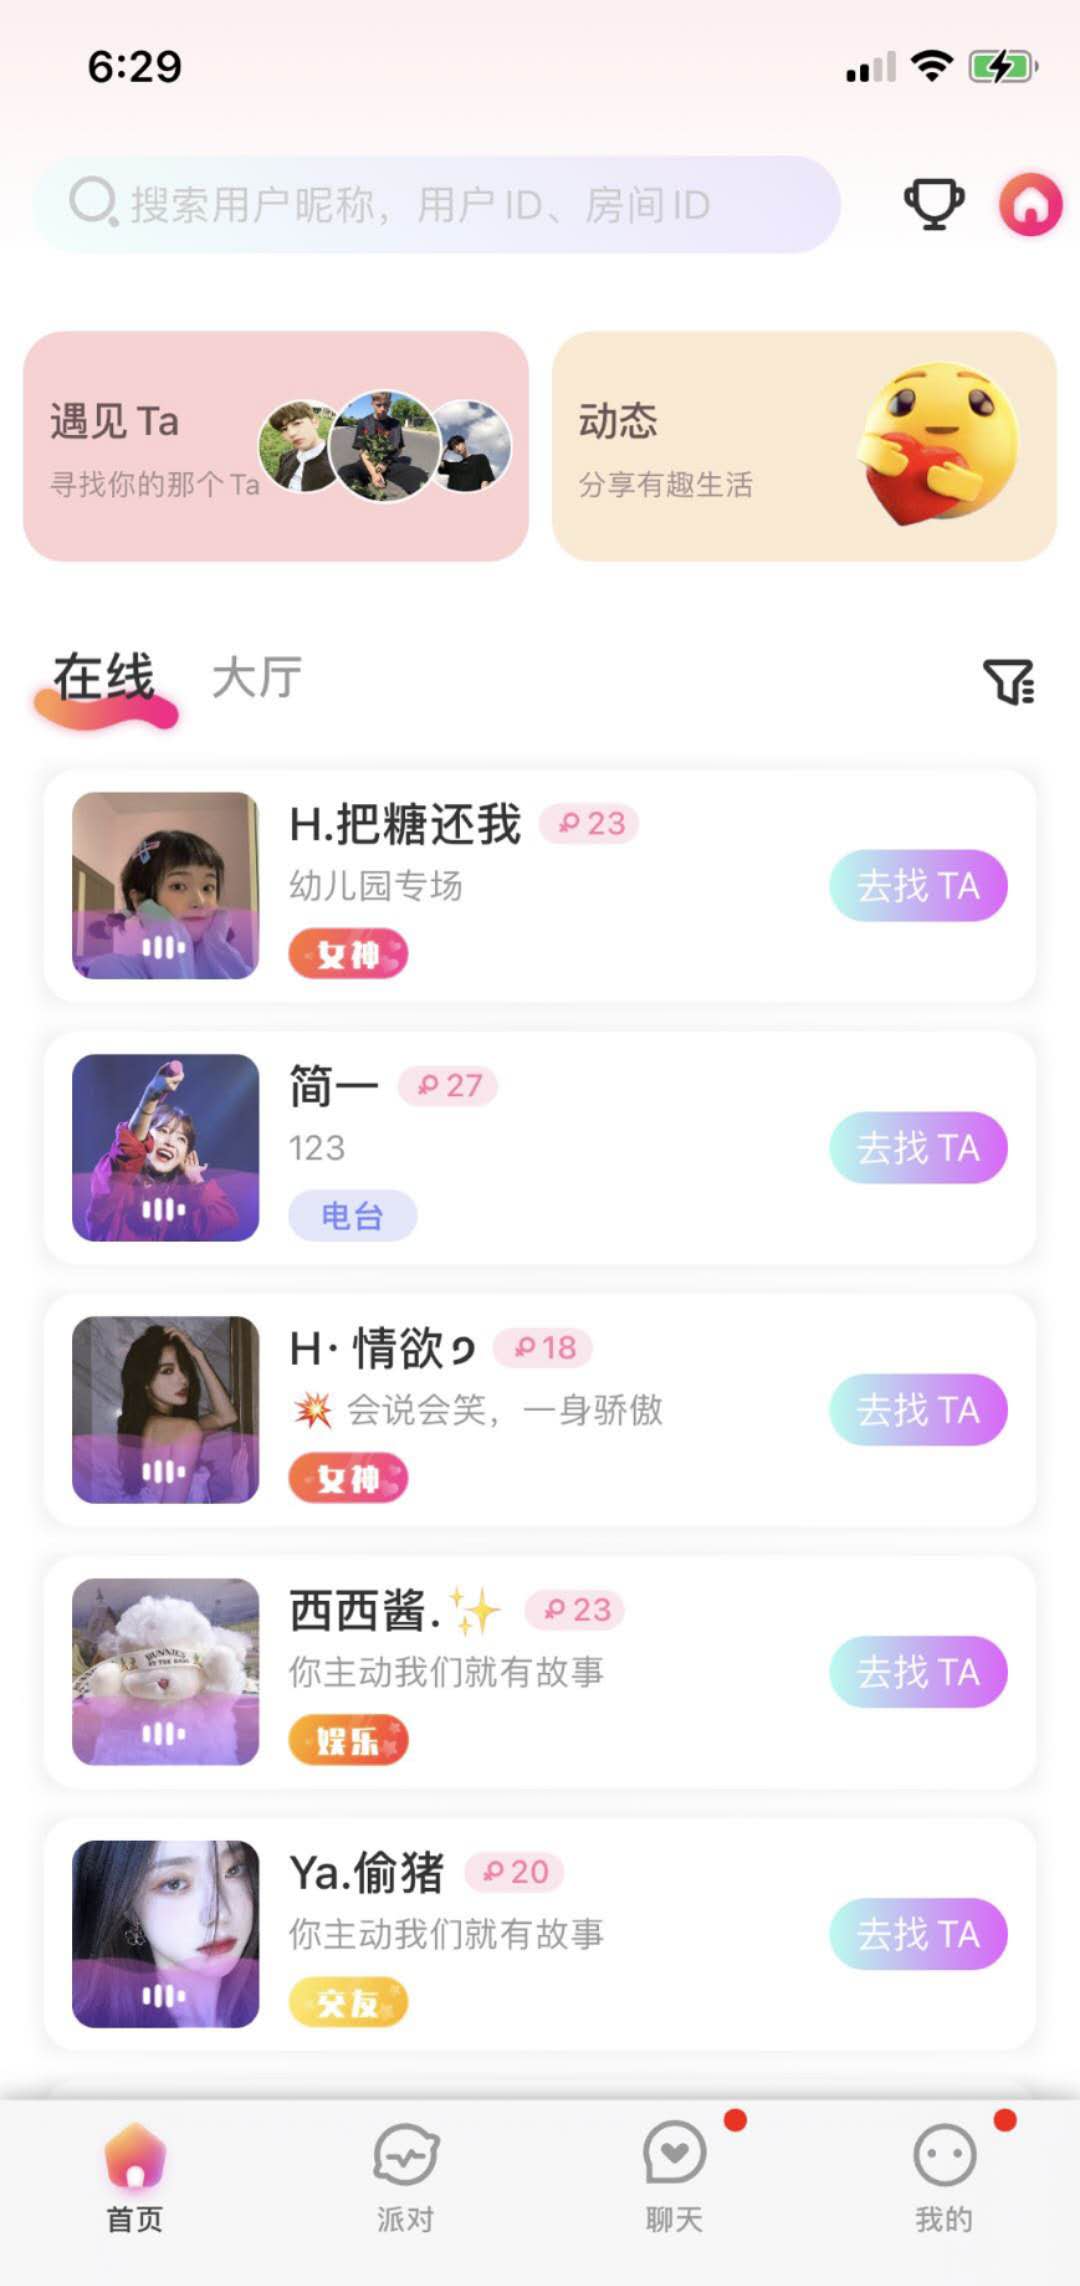 6:29
搜索用户昵称，用户ID、房间ID
遇见 Ta
寻找你的那个 Ta
动态
分享有趣生活
在线 大厅
H.把糖还我 23
幼儿园专场
去找 TA
女神
简一 27
123
去找 TA
电台
H· 情欲 18
💥 会说会笑，一身骄傲
去找 TA
女神
西西酱.✨ 23
你主动我们就有故事
去找 TA
娱乐
Ya.偷猪 20
你主动我们就有故事
去找 TA
交友
首页 派对 聊天 我的